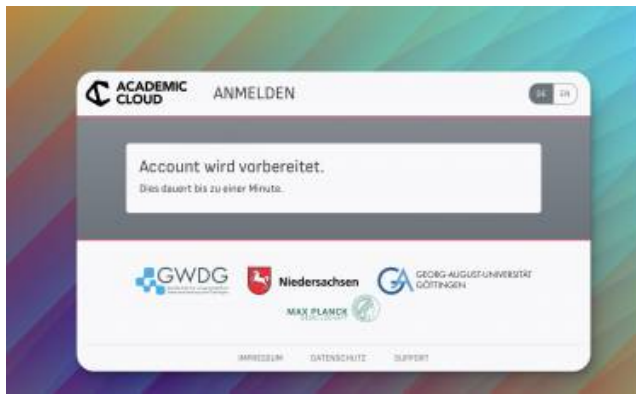 ACADEMIC
CLOUD
ANMELDEN
DE EN
Account wird vorbereitet.
Dies dauert bis zu einer Minute.
GWDG
Niedersachsen
GEORG-AUGUST-UNIVERSITÄT
GÖTTINGEN
MAX PLANCK
IMPRESSUM DATENSCHUTZ SUPPORT